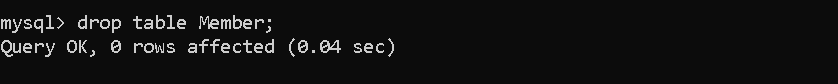 mysql> drop table Member;
Query OK, 0 rows affected (0.04 sec)